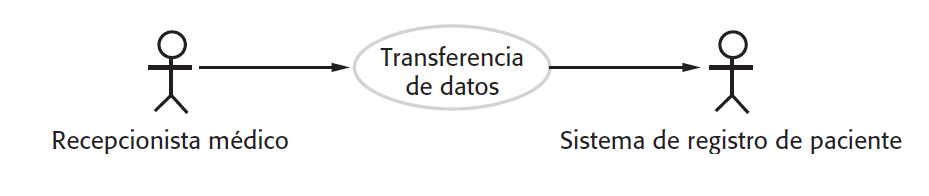 Transferencia
de datos
Recepcionista médico
Sistema de registro de paciente